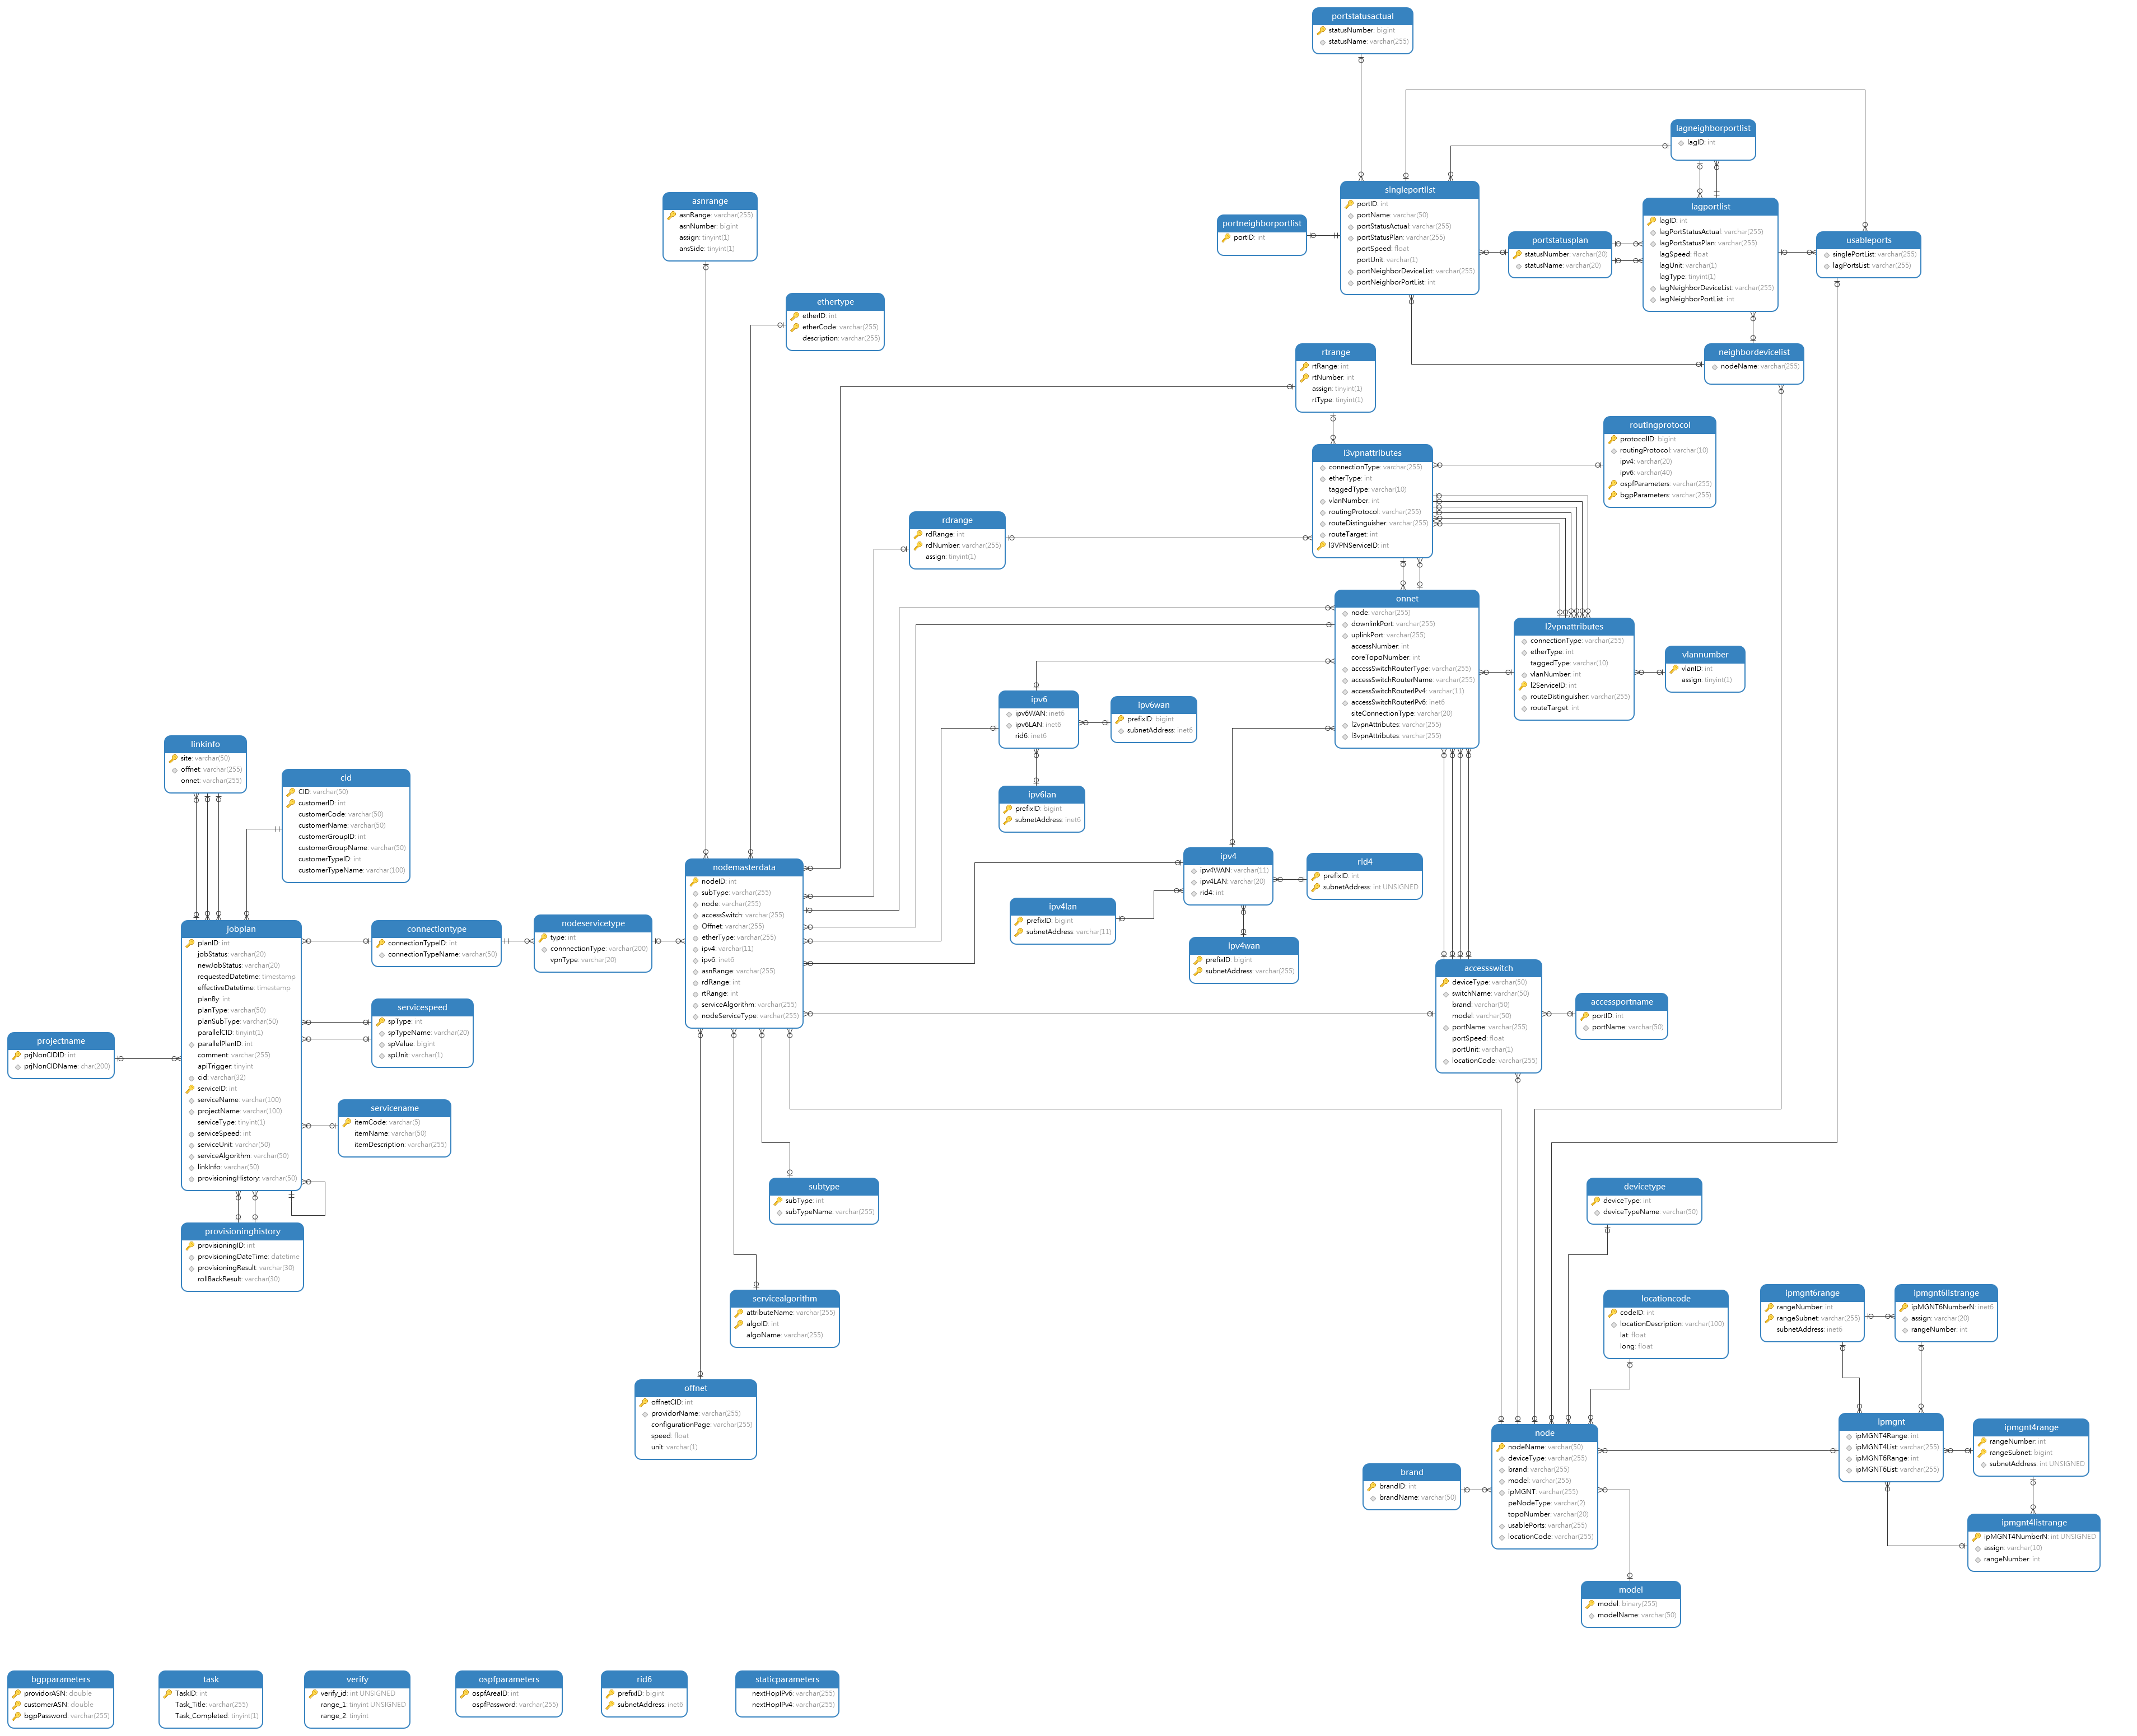 portstatusactual
statusNumber: bigint
statusName: varchar(255)
lagneighborportlist
lagID: int
singleportlist
portID: int
portName: varchar(50)
portStatusActual: varchar(255)
portStatusPlan: varchar(255)
portSpeed: float
portUnit: varchar(1)
portNeighborDeviceList: varchar(255)
portNeighborPortList: int
asnrange
asnRange: varchar(255)
asnNumber: bigint
assign: tinyint(1)
ansSide: tinyint(1)
lagportlist
lagID: int
lagPortStatusActual: varchar(255)
lagPortStatusPlan: varchar(255)
lagSpeed: float
lagUnit: varchar(1)
lagType: tinyint(1)
lagNeighborDeviceList: varchar(255)
lagNeighborPortList: int
portneighborportlist
portID: int
portstatusplan
statusNumber: varchar(20)
statusName: varchar(20)
usableports
singlePortList: varchar(255)
lagPortsList: varchar(255)
ethertype
etherID: int
etherCode: varchar(255)
description: varchar(255)
rtrange
rtRange: int
rtNumber: int
assign: tinyint(1)
rtType: tinyint(1)
neighbordevicelist
nodeName: varchar(255)
routingprotocol
protocolID: bigint
routingProtocol: varchar(10)
ipv4: varchar(20)
ipv6: varchar(40)
ospfParameters: varchar(255)
bgpParameters: varchar(255)
l3vpnattributes
connectionType: varchar(255)
etherType: int
taggedType: varchar(10)
vlanNumber: int
routingProtocol: varchar(255)
routeDistinguisher: varchar(255)
routeTarget: int
l3VPNServiceID: int
rdrange
rdRange: int
rdNumber: varchar(255)
assign: tinyint(1)
onnet
node: varchar(255)
downlinkPort: varchar(255)
uplinkPort: varchar(255)
accessNumber: int
coreTopoNumber: int
accessSwitchRouterType: varchar(255)
accessSwitchRouterName: varchar(255)
accessSwitchRouterIPv4: varchar(11)
accessSwitchRouterIPv6: inet6
siteConnectionType: varchar(20)
l2vpnAttributes: varchar(255)
l3vpnAttributes: varchar(255)
l2vpnattributes
connectionType: varchar(255)
etherType: int
taggedType: varchar(10)
vlanNumber: int
l2ServiceID: int
routeDistinguisher: varchar(255)
routeTarget: int
vlannumber
vlanID: int
assign: tinyint(1)
ipv6
ipv6WAN: inet6
ipv6LAN: inet6
rid6: inet6
ipv6wan
prefixID: bigint
subnetAddress: inet6
linkinfo
site: varchar(50)
offnet: varchar(255)
onnet: varchar(255)
cid
CID: varchar(50)
customerID: int
customerCode: varchar(50)
customerName: varchar(50)
customerGroupID: int
customerGroupName: varchar(50)
customerTypeID: int
customerTypeName: varchar(100)
ipv6lan
prefixID: bigint
subnetAddress: inet6
ipv4
ipv4WAN: varchar(11)
ipv4LAN: varchar(20)
rid4: int
rid4
prefixID: int
subnetAddress: int UNSIGNED
nodemasterdata
nodeID: int
subType: varchar(255)
node: varchar(255)
accessSwitch: varchar(255)
Offnet: varchar(255)
etherType: varchar(255)
ipv4: varchar(11)
ipv6: inet6
asnRange: varchar(255)
rdRange: int
rtRange: int
serviceAlgorithm: varchar(255)
nodeServiceType: varchar(255)
ipv4lan
prefixID: bigint
subnetAddress: varchar(11)
ipv4wan
prefixID: bigint
subnetAddress: varchar(255)
jobplan
planID: int
jobStatus: varchar(20)
newJobStatus: varchar(20)
requestedDatetime: timestamp
effectiveDatetime: timestamp
planBy: int
planType: varchar(50)
planSubType: varchar(50)
parallelCID: tinyint(1)
parallelPlanID: int
comment: varchar(255)
apiTrigger: tinyint
cid: varchar(32)
serviceID: int
serviceName: varchar(100)
projectName: varchar(100)
serviceType: tinyint(1)
serviceSpeed: int
serviceUnit: varchar(50)
serviceAlgorithm: varchar(50)
linkInfo: varchar(50)
provisioningHistory: varchar(50)
connectiontype
connectionTypeID: int
connectionTypeName: varchar(50)
nodeservicetype
type: int
connnectionType: varchar(200)
vpnType: varchar(20)
accessswitch
deviceType: varchar(50)
switchName: varchar(50)
brand: varchar(50)
model: varchar(50)
portName: varchar(255)
portSpeed: float
portUnit: varchar(1)
locationCode: varchar(255)
accessportname
portID: int
portName: varchar(50)
servicespeed
spType: int
spTypeName: varchar(20)
spValue: bigint
spUnit: varchar(1)
projectname
prjNonCIDID: int
prjNonCIDName: char(200)
servicename
itemCode: varchar(5)
itemName: varchar(50)
itemDescription: varchar(255)
subtype
subType: int
subTypeName: varchar(255)
devicetype
deviceType: int
deviceTypeName: varchar(50)
provisioninghistory
provisioningID: int
provisioningDateTime: datetime
provisioningResult: varchar(30)
rollBackResult: varchar(30)
servicealgorithm
attributeName: varchar(255)
algoID: int
algoName: varchar(255)
locationcode
codeID: int
locationDescription: varchar(100)
lat: float
long: float
ipmgnt6range
rangeNumber: int
rangeSubnet: varchar(255)
subnetAddress: inet6
ipmgnt6listrange
ipMGNT6NumberN: inet6
assign: varchar(20)
rangeNumber: int
offnet
offnetCID: int
providorName: varchar(255)
configurationPage: varchar(255)
speed: float
unit: varchar(1)
ipmgnt
ipMGNT4Range: int
ipMGNT4List: varchar(255)
ipMGNT6Range: int
ipMGNT6List: varchar(255)
ipmgnt4range
rangeNumber: int
rangeSubnet: bigint
subnetAddress: int UNSIGNED
node
nodeName: varchar(50)
deviceType: varchar(255)
brand: varchar(255)
model: varchar(255)
ipMGNT: varchar(255)
peNodeType: varchar(2)
topoNumber: varchar(20)
usablePorts: varchar(255)
locationCode: varchar(255)
brand
brandID: int
brandName: varchar(50)
ipmgnt4listrange
ipMGNT4NumberN: int UNSIGNED
assign: varchar(10)
rangeNumber: int
model
model: binary(255)
modelName: varchar(50)
bgpparameters
providorASN: double
customerASN: double
bgpPassword: varchar(255)
task
TaskID: int
Task_Title: varchar(255)
Task_Completed: tinyint(1)
verify
verify_id: int UNSIGNED
range_1: tinyint UNSIGNED
range_2: tinyint
ospfparameters
ospfAreaID: int
ospfPassword: varchar(255)
rid6
prefixID: bigint
subnetAddress: inet6
staticparameters
nextHopIPv6: varchar(255)
nextHopIPv4: varchar(255)